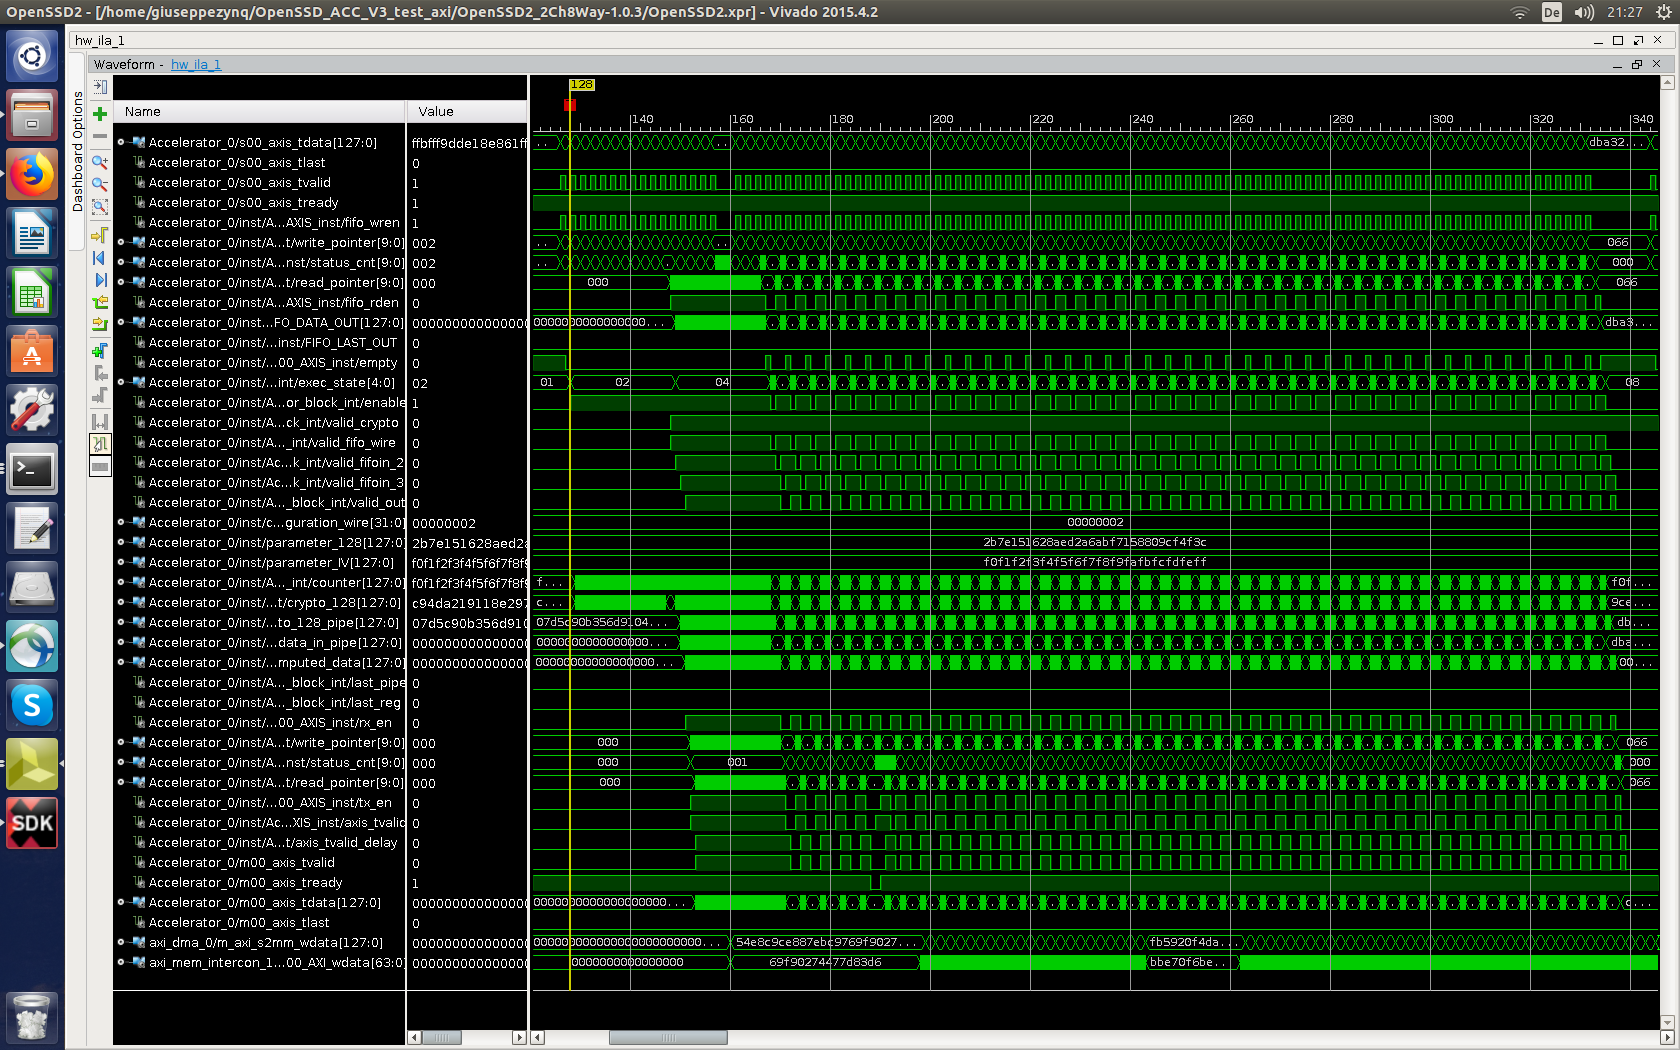 OpenSSD2 - [/home/giuseppezynq/OpenSSD_ACC_V3_test_axi/OpenSSD2_2Ch8Way-1.0.3/OpenSSD2.xpr] - Vivado 2015.4.2 De 21:27
hw_ila_1
Waveform - hw_ila_1
Dashboard Options
128
Name Value
140 160 180 200 220 240 260 280 300 320 340
Accelerator_0/s00_axis_tdata[127:0] ffbfff9dde18e861ff dba32...
Accelerator_0/s00_axis_tlast 0
Accelerator_0/s00_axis_tvalid 1
Accelerator_0/s00_axis_tready 1
Accelerator_0/inst/A...AXIS_inst/fifo_wren 1
Accelerator_0/inst/A...t/write_pointer[9:0] 002 066
Accelerator_0/inst/A...nst/status_cnt[9:0] 002 000
Accelerator_0/inst/A...t/read_pointer[9:0] 000 000 066
Accelerator_0/inst/A...AXIS_inst/fifo_rden 0
Accelerator_0/inst...FO_DATA_OUT[127:0] 0000000000000000 0000000000000000... dba3...
Accelerator_0/inst/...inst/FIFO_LAST_OUT 0
Accelerator_0/inst/...00_AXIS_inst/empty 0
Accelerator_0/inst/...int/exec_state[4:0] 02 01 02 04 08
Accelerator_0/inst/A...or_block_int/enable 1
Accelerator_0/inst/A...ck_int/valid_crypto 0
Accelerator_0/inst/A..._int/valid_fifo_wire 0
Accelerator_0/inst/Ac...k_int/valid_fifoin_2 0
Accelerator_0/inst/Ac...k_int/valid_fifoin_3 0
Accelerator_0/inst/A..._block_int/valid_out 0
Accelerator_0/inst/c...guration_wire[31:0] 00000002 00000002
Accelerator_0/inst/parameter_128[127:0] 2b7e151628aed2a 2b7e151628aed2a6abf7158809cf4f3c
Accelerator_0/inst/parameter_IV[127:0] f0f1f2f3f4f5f6f7f8f9 f0f1f2f3f4f5f6f7f8f9fafbfcfdfeff
Accelerator_0/inst/A..._int/counter[127:0] f0f1f2f3f4f5f6f7f8f9 f... f0f...
Accelerator_0/inst/A...t/crypto_128[127:0] c94da219118e297 c... 9ce...
Accelerator_0/inst/...to_128_pipe[127:0] 07d5c90b356d910 07d5c90b356d9104... db...
Accelerator_0/inst/A...data_in_pipe[127:0] 0000000000000000 0000000000000000... dba...
Accelerator_0/inst/A...mputed_data[127:0] 0000000000000000 0000000000000000... 00...
Accelerator_0/inst/A..._block_int/last_pipe 0
Accelerator_0/inst/A..._block_int/last_reg 0
Accelerator_0/inst/...00_AXIS_inst/rx_en 0
Accelerator_0/inst/A...t/write_pointer[9:0] 000 000 066
Accelerator_0/inst/A...nst/status_cnt[9:0] 000 000 001 000
Accelerator_0/inst/A...t/read_pointer[9:0] 000 000 066
Accelerator_0/inst/A...00_AXIS_inst/tx_en 0
Accelerator_0/inst/Ac...XIS_inst/axis_tvalid 0
Accelerator_0/inst/A...t/axis_tvalid_delay 0
Accelerator_0/m00_axis_tvalid 0
Accelerator_0/m00_axis_tready 1
Accelerator_0/m00_axis_tdata[127:0] 0000000000000000 000000000000000000... c...
Accelerator_0/m00_axis_tlast 0
axi_dma_0/m_axi_s2mm_wdata[127:0] 0000000000000000 00000000000000000000000... 54e8c9ce887ebc9769f9027... fb5920f4da...
axi_mem_intercon_1...00_AXI_wdata[63:0] 0000000000000000 0000000000000000 69f90274477d83d6 bbe70f6be...
SDK